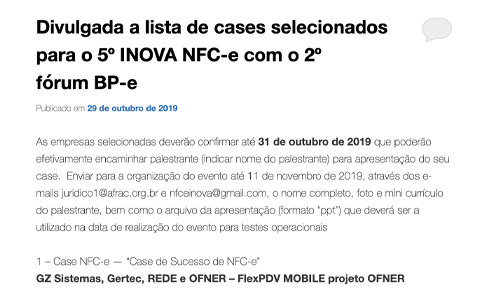 Divulgada a lista de cases selecionados
para o 5º INOVA NFC-e com o 2º
fórum BP-e
Publicado em 29 de outubro de 2019
As empresas selecionadas deverão confirmar até 31 de outubro de 2019 que poderão
efetivamente encaminhar palestrante (indicar nome do palestrante) para apresentação do seu
case.  Enviar para a organização do evento até 11 de novembro de 2019, através dos e-
mails juridico1@afrac.org.br e nfceinova@gmail.com, o nome completo, foto e mini currículo
do palestrante, bem como o arquivo da apresentação (formato “ppt”) que deverá ser a
utilizado na data de realização do evento para testes operacionais
1 – Case NFC-e — “Case de Sucesso de NFC-e”
GZ Sistemas, Gertec, REDE e OFNER – FlexPDV MOBILE projeto OFNER